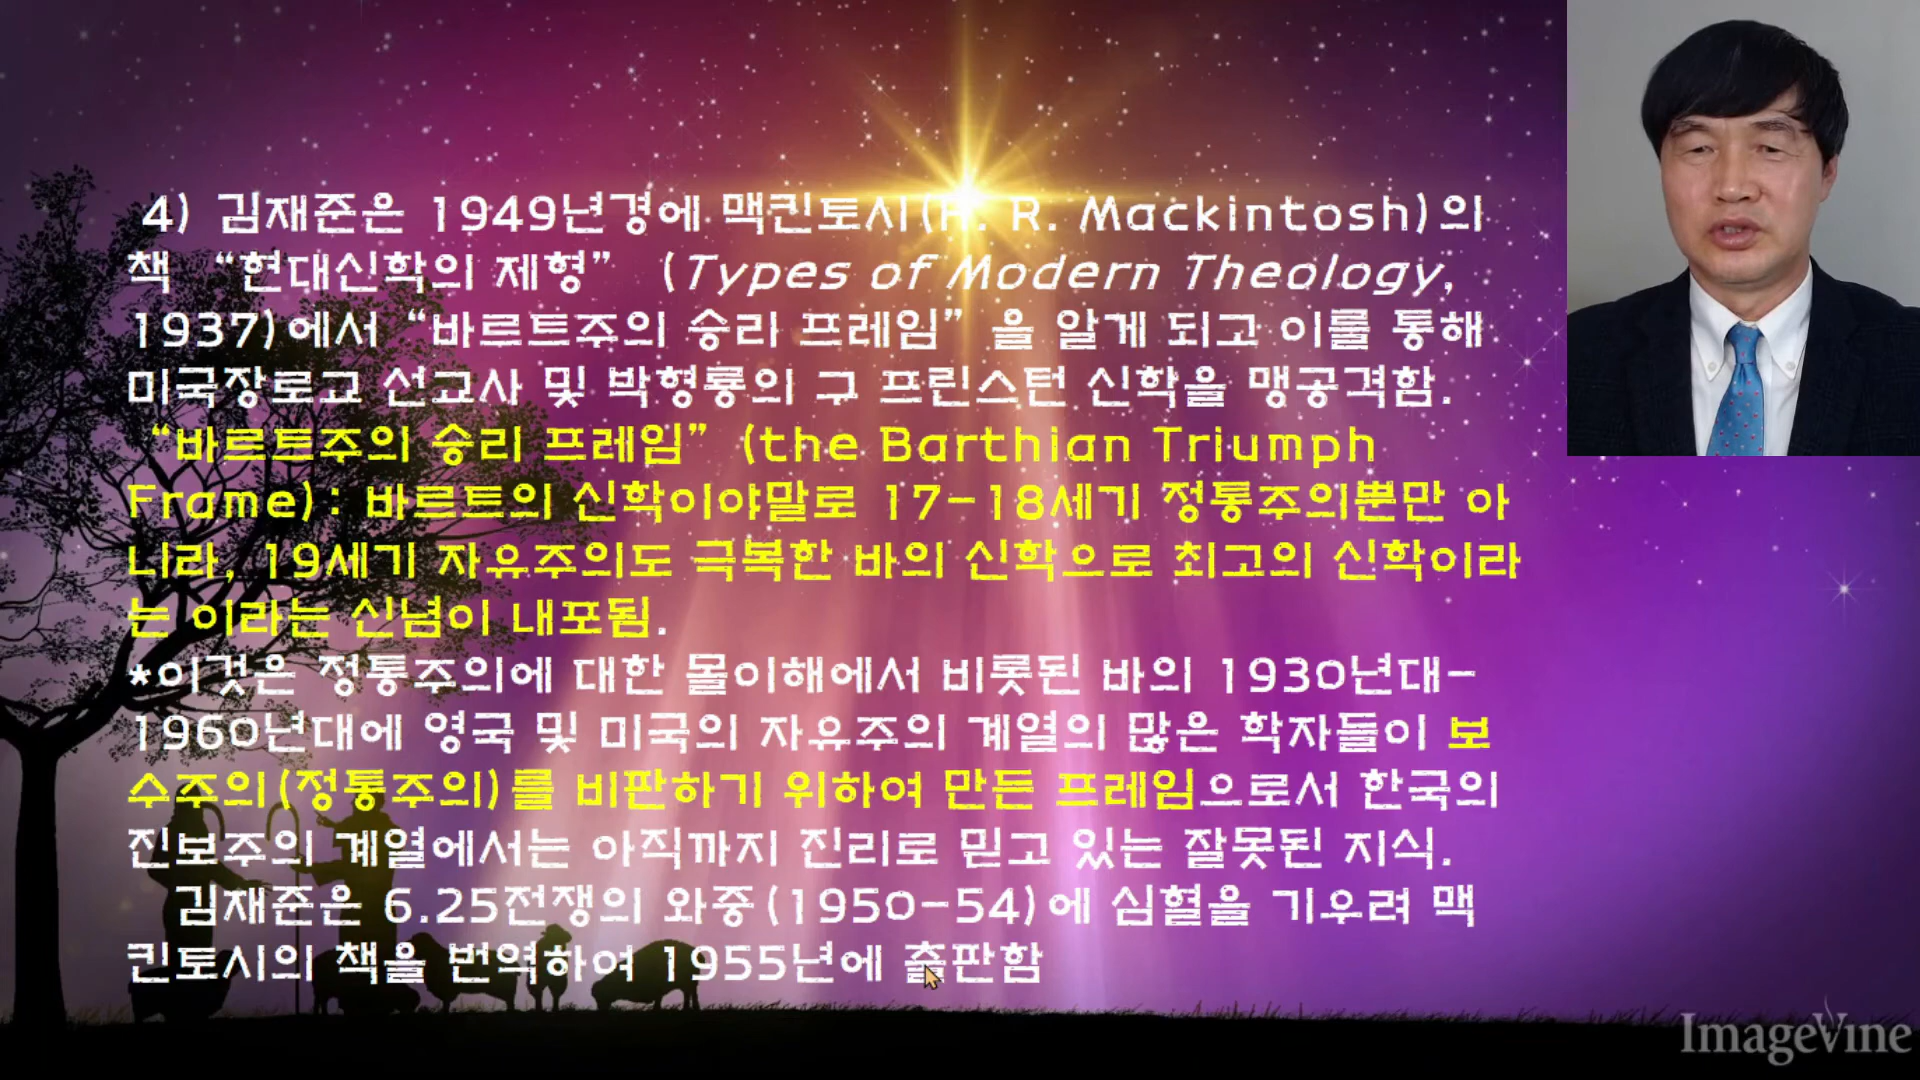 4) 김재준은 1949년경에 맥킨토시(H. R. Mackintosh)의
책 “현대신학의 제형” (Types of Modern Theology,
1937)에서 “바르트주의 승리 프레임”을 알게 되고 이를 통해
미국장로교 선교사 및 박형룡의 구 프린스턴 신학을 맹공격함.
“바르트주의 승리 프레임” (the Barthian Triumph
Frame): 바르트의 신학이야말로 17-18세기 정통주의뿐만 아
니라, 19세기 자유주의도 극복한 바의 신학으로 최고의 신학이라
는 이라는 신념이 내포됨.
*이것은 정통주의에 대한 몰이해에서 비롯된 바의 1930년대-
1960년대에 영국 및 미국의 자유주의 계열의 많은 학자들이 보
수주의(정통주의)를 비판하기 위하여 만든 프레임으로서 한국의
진보주의 계열에서는 아직까지 진리로 믿고 있는 잘못된 지식.
김재준은 6.25전쟁의 와중(1950-54)에 심혈을 기우려 맥
킨토시의 책을 번역하여 1955년에 출판함
ImageVine